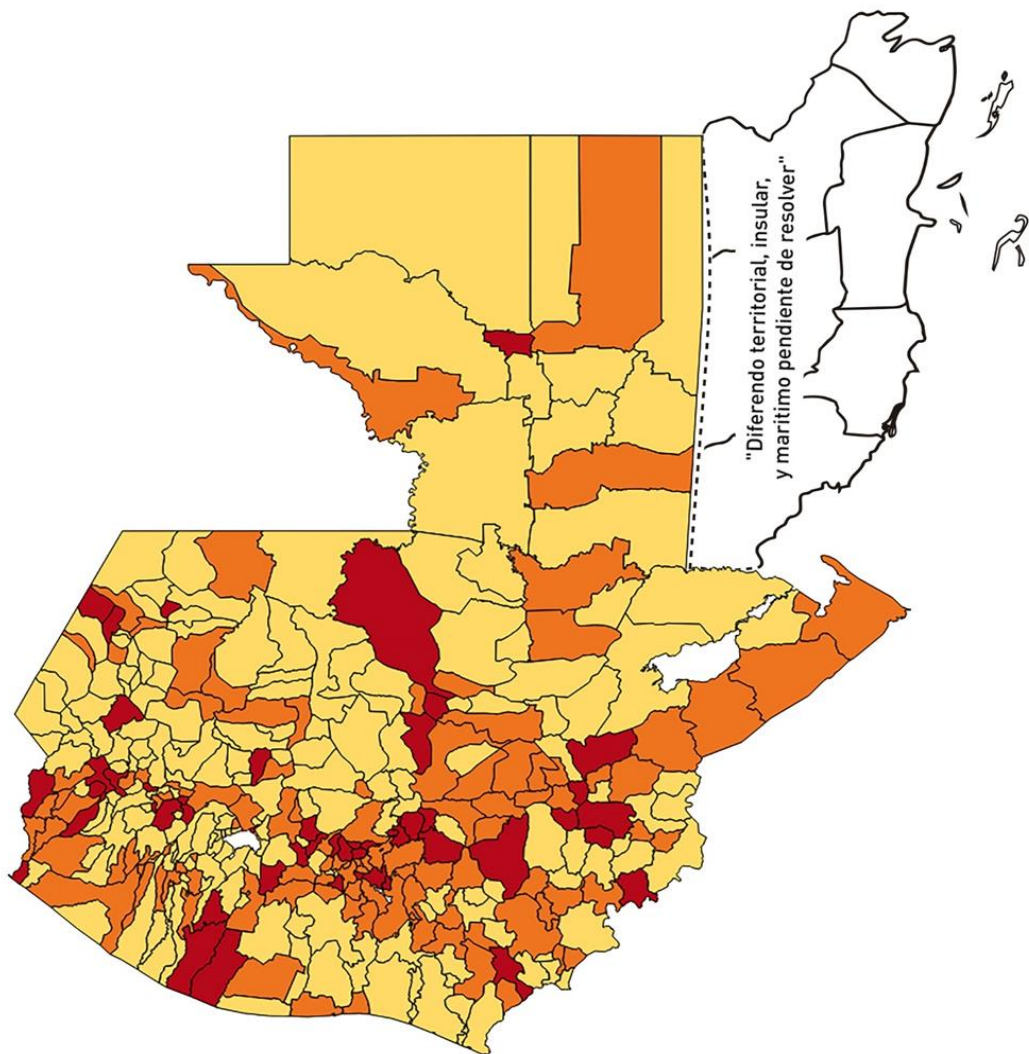 "Diferendo territorial, insular,
y marítimo pendiente de resolver"